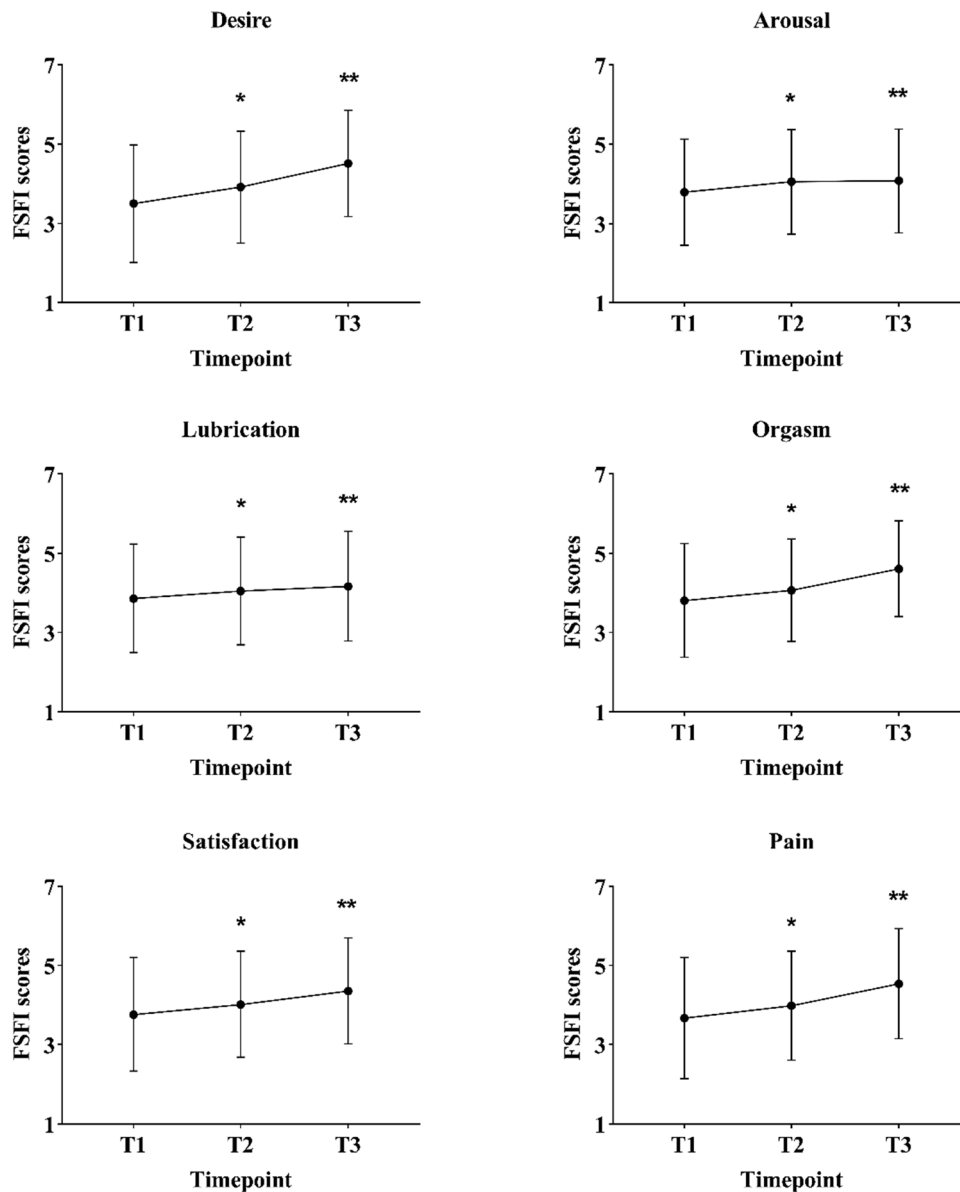 Desire
7
5
3
1
FSFI scores
*
**
T1 T2 T3
Timepoint
Arousal
7
5
3
1
FSFI scores
*
**
T1 T2 T3
Timepoint
Lubrication
7
5
3
1
FSFI scores
*
**
T1 T2 T3
Timepoint
Orgasm
7
5
3
1
FSFI scores
*
**
T1 T2 T3
Timepoint
Satisfaction
7
5
3
1
FSFI scores
*
**
T1 T2 T3
Timepoint
Pain
7
5
3
1
FSFI scores
*
**
T1 T2 T3
Timepoint